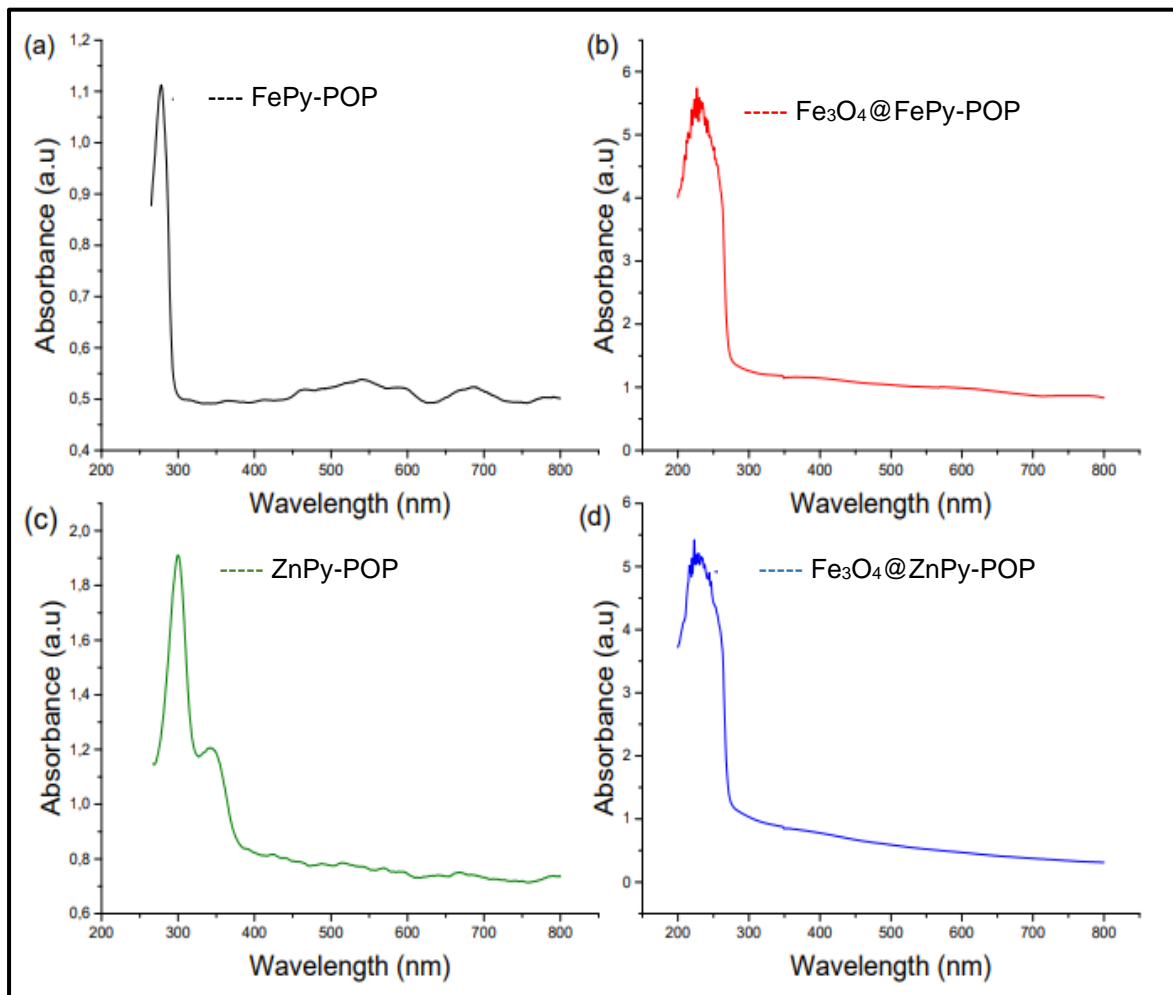 (a)
1,2
1,1
1,0
0,9
0,8
0,7
0,6
0,5
0,4
Absorbance (a.u)
----- FePy-POP
200 300 400 500 600 700 800
Wavelength (nm)
(b)
6
5
4
3
2
1
0
Absorbance (a.u)
------ Fe₃O₄@FePy-POP
200 300 400 500 600 700 800
Wavelength (nm)
(c)
2,0
1,8
1,6
1,4
1,2
1,0
0,8
0,6
Absorbance (a.u)
------ ZnPy-POP
200 300 400 500 600 700 800
Wavelength (nm)
(d)
6
5
4
3
2
1
0
Absorbance (a.u)
------ Fe₃O₄@ZnPy-POP
200 300 400 500 600 700 800
Wavelength (nm)